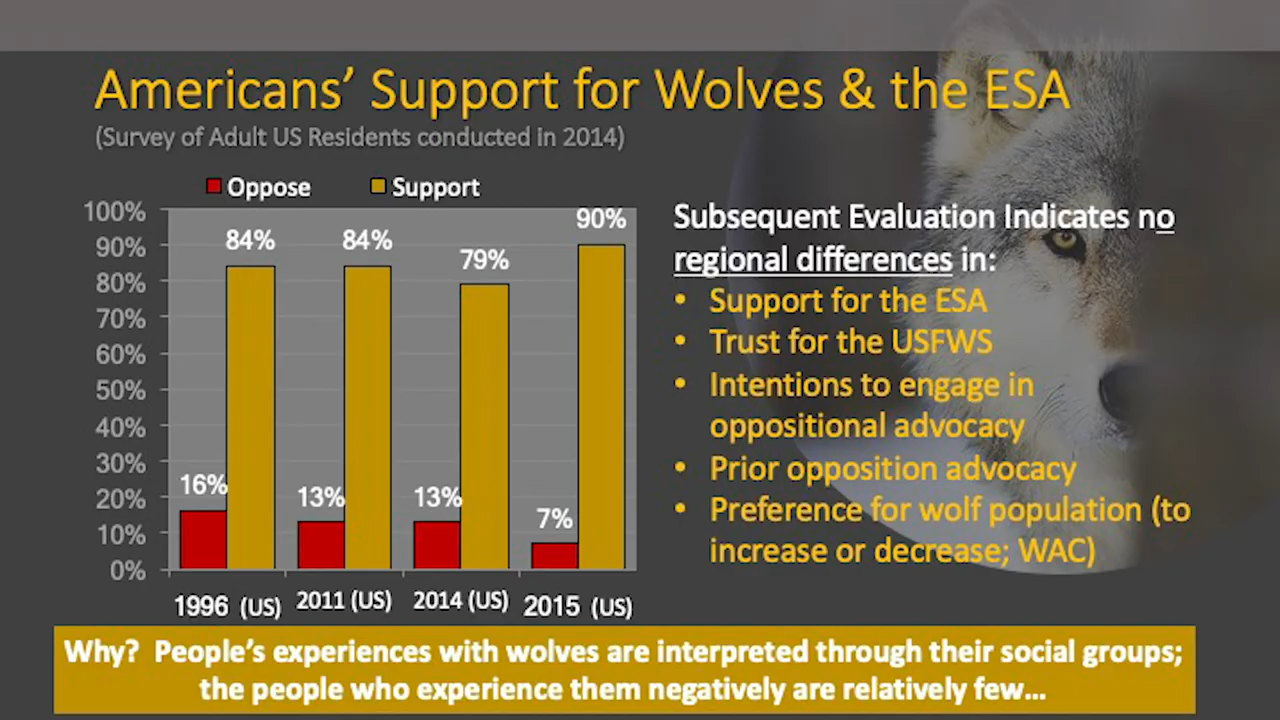 Americans’ Support for Wolves & the ESA
(Survey of Adult US Residents conducted in 2014)
Oppose Support
100%
90%
80%
70%
60%
50%
40%
30%
20%
10%
0%
84% 84% 79% 90%
16% 13% 13% 7%
1996 (US) 2011 (US) 2014 (US) 2015 (US)
Subsequent Evaluation Indicates no
regional differences in:
• Support for the ESA
• Trust for the USFWS
• Intentions to engage in
oppositional advocacy
• Prior opposition advocacy
• Preference for wolf population (to
increase or decrease; WAC)
Why? People’s experiences with wolves are interpreted through their social groups;
the people who experience them negatively are relatively few...